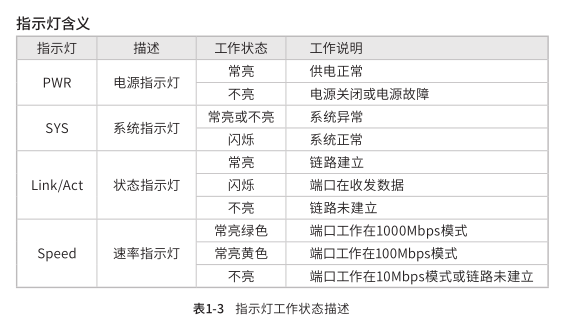 指示灯含义
指示灯 描述 工作状态 工作说明
PWR 电源指示灯 常亮 供电正常
不亮 电源关闭或电源故障
SYS 系统指示灯 常亮或不亮 系统异常
闪烁 系统正常
Link/Act 状态指示灯 常亮 链路建立
闪烁 端口在收发数据
不亮 链路未建立
Speed 速率指示灯 常亮绿色 端口工作在1000Mbps模式
常亮黄色 端口工作在100Mbps模式
不亮 端口工作在10Mbps模式或链路未建立
表1-3 指示灯工作状态描述